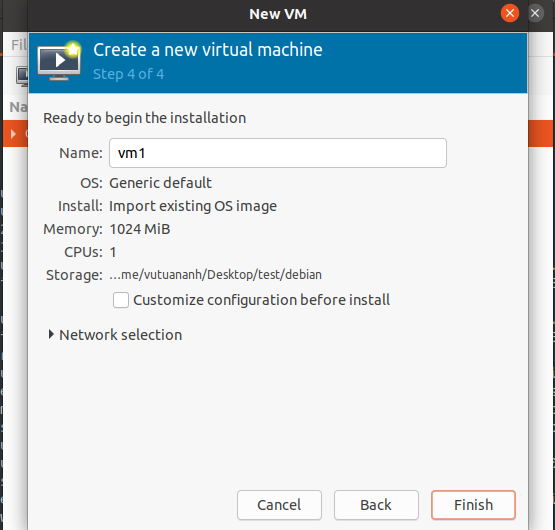 New VM
Fil
Create a new virtual machine
Step 4 of 4
Na
Ready to begin the installation
Name: vm1
OS: Generic default
Install: Import existing OS image
Memory: 1024 MiB
CPUs: 1
Storage: ...me/vutuananh/Desktop/test/debian
Customize configuration before install
Network selection
Cancel Back Finish